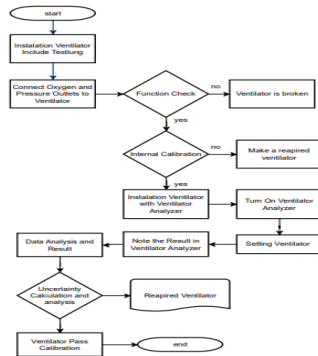 start
Instalation Ventilator
Include Testlung
Connect Oxygen and
Pressure Outlets to
Ventilator
Function Check
no
Ventilator is broken
yes
Internal Calibration
no
Make a reapired
ventilator
yes
Instalation Ventilator
with Ventilator
Analyzer
Turn On Ventilator
Analyzer
Data Analysis and
Result
Note the Result in
Ventilator Analyzer
Setting Ventilator
Uncertainty
Calculation and
analysis
Reapired Ventilator
Ventilator Pass
Calibration
end